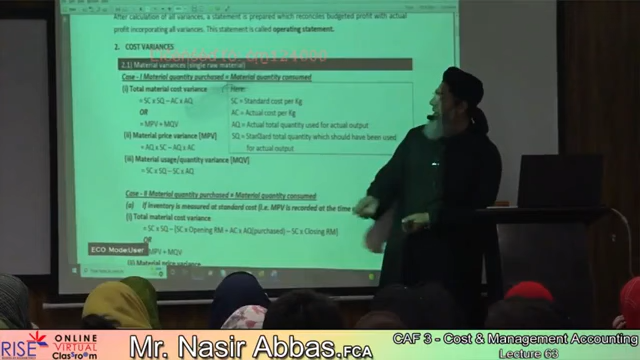 After calculation of all variances, a statement is prepared which reconciles budgeted profit with actual
profit incorporating all variances. This statement is called operating statement.
2. COST VARIANCES
2.1) Material variances (single raw material)
Case - I Material quantity purchased = Material quantity consumed
(i) Total material cost variance
= SC x SQ – AC x AQ
OR
= MPV ± MQV
(ii) Material price variance [MPV]
= AQ x SC – AQ x AC
(iii) Material usage/quantity variance [MQV]
= SC x SQ – SC x AQ
Here:
SC = Standard cost per Kg
AC = Actual cost per Kg
AQ = Actual total quantity used for actual output
SQ = Standard total quantity which should have been used
for actual output
Case - II Material quantity purchased ≠ Material quantity consumed
(a) If inventory is measured at standard cost (i.e. MPV is recorded at the time
(i) Total material cost variance
= SC x SQ – [SC x Opening RM + AC x AQ(purchased) – SC x Closing RM]
OR
= MPV ± MQV
(ii) Material price variance
ECO Mode:User
RISE
ONLINE
VIRTUAL
Classroom
Mr. Nasir Abbas.FCA
CAF 3 - Cost & Management Accounting
Lecture 63